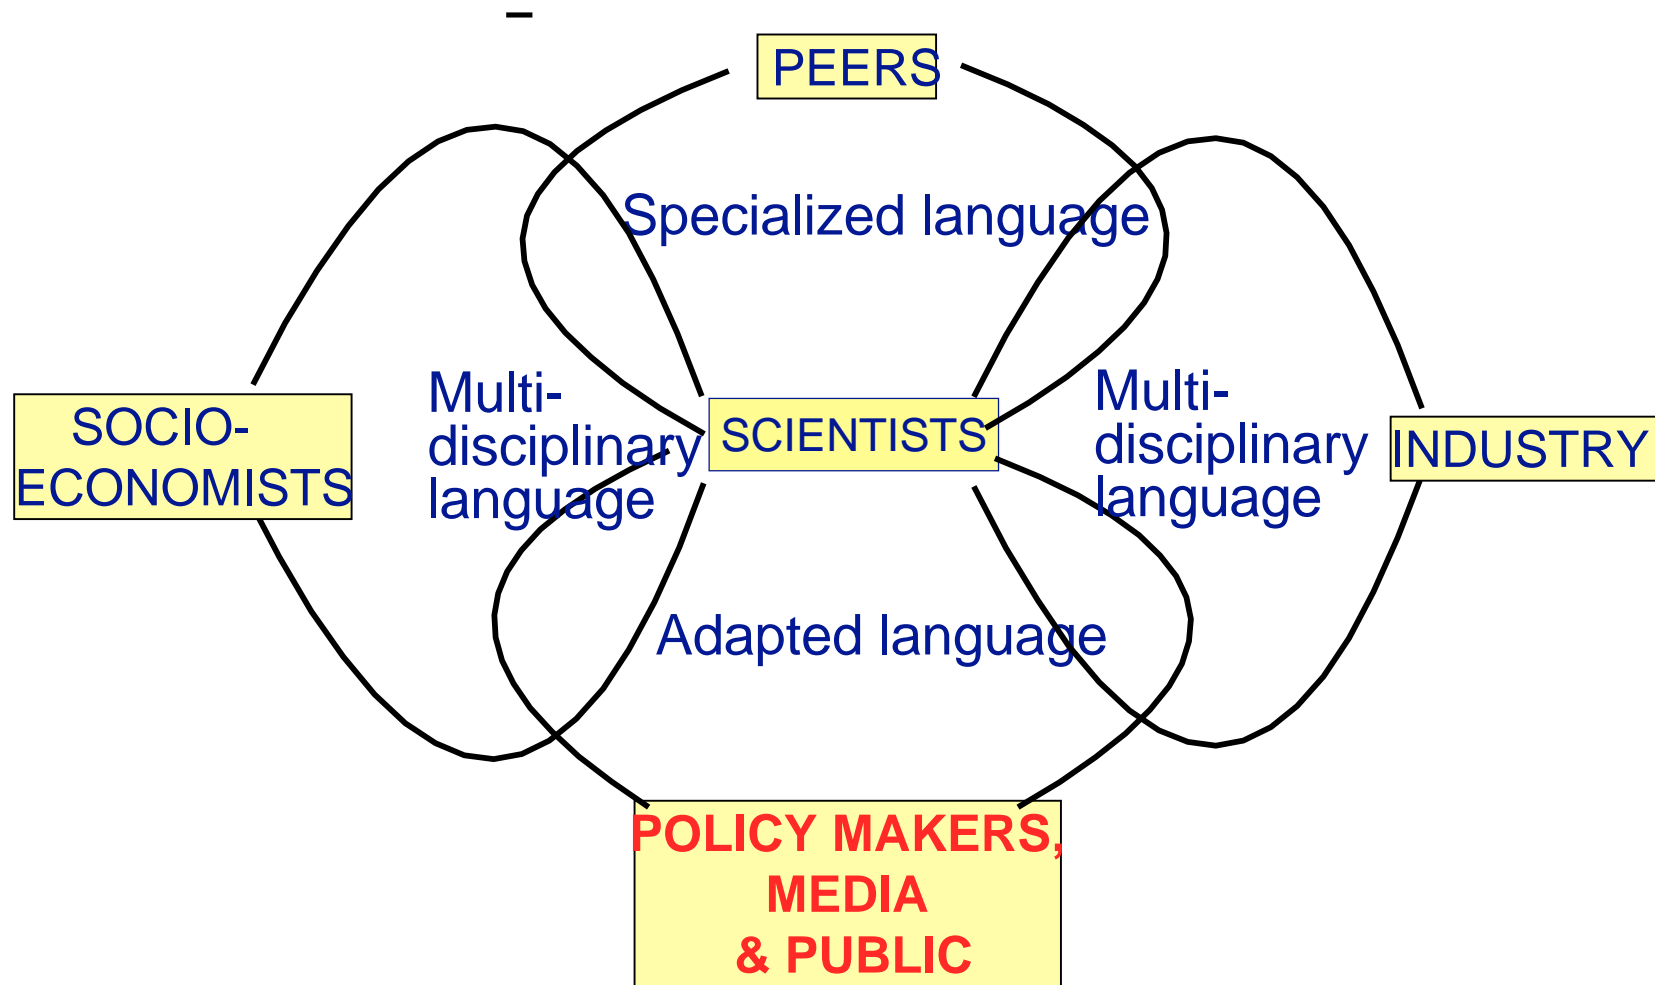 PEERS
Specialized language
SOCIO-
ECONOMISTS
Multi-
disciplinary
language
SCIENTISTS
Multi-
disciplinary
language
INDUSTRY
Adapted language
POLICY MAKERS,
MEDIA
& PUBLIC